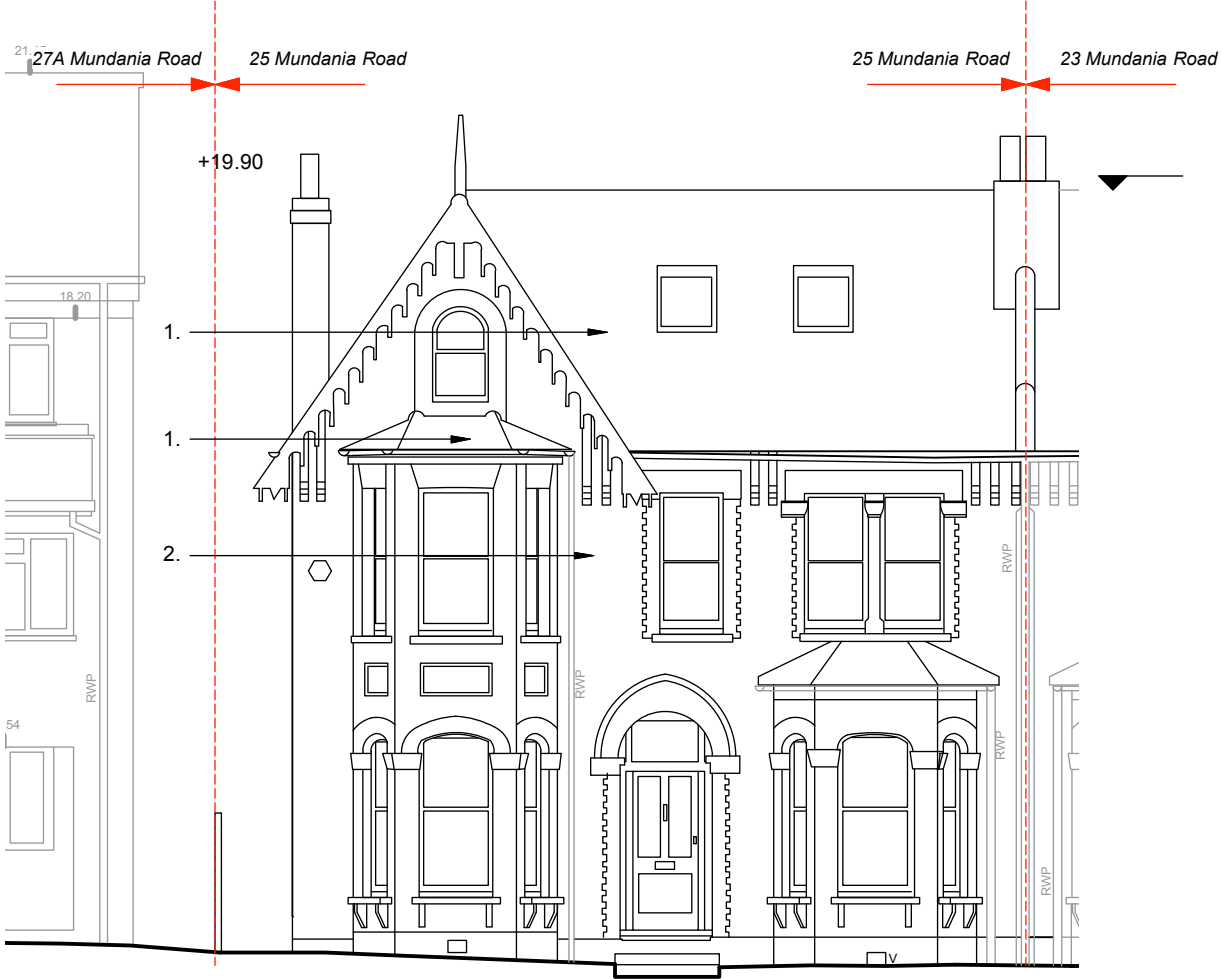 27A Mundania Road
25 Mundania Road
25 Mundania Road
23 Mundania Road
+19.90
18.20
1.
1.
2.
RWP
RWP
RWP
RWP
RWP
54
V